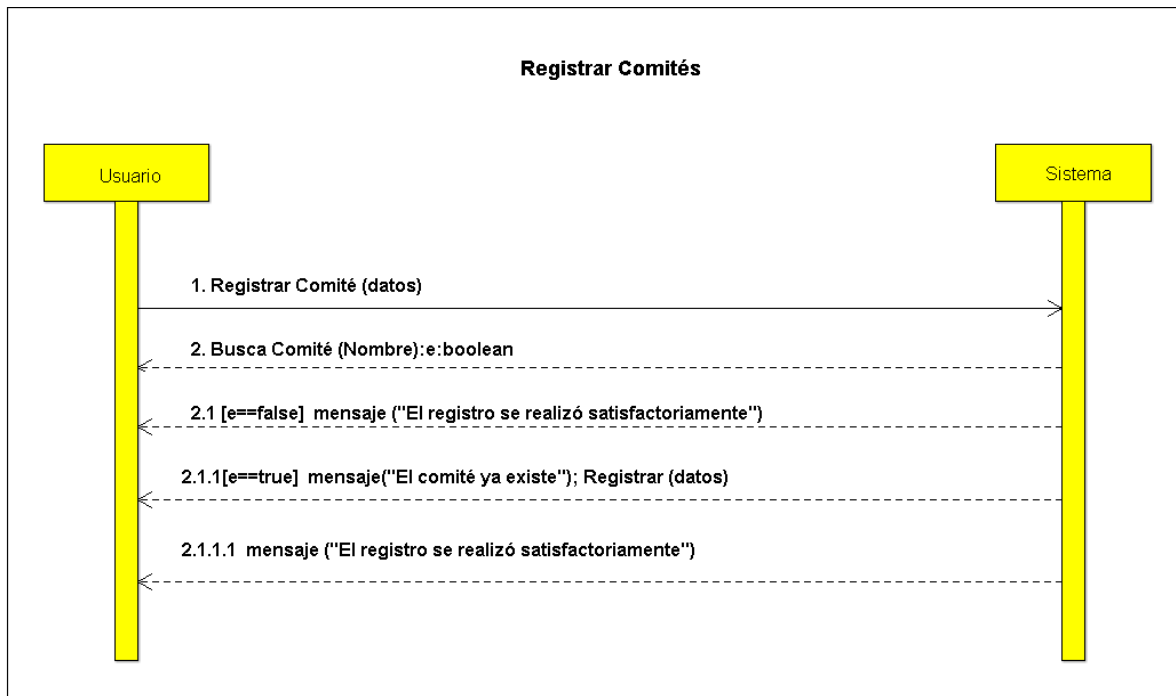 Registrar Comités
Usuario
Sistema
1. Registrar Comité (datos)
2. Busca Comité (Nombre):e:boolean
2.1 [e==false]  mensaje ("El registro se realizó satisfactoriamente")
2.1.1[e==true]  mensaje("El comité ya existe"); Registrar (datos)
2.1.1.1  mensaje ("El registro se realizó satisfactoriamente")